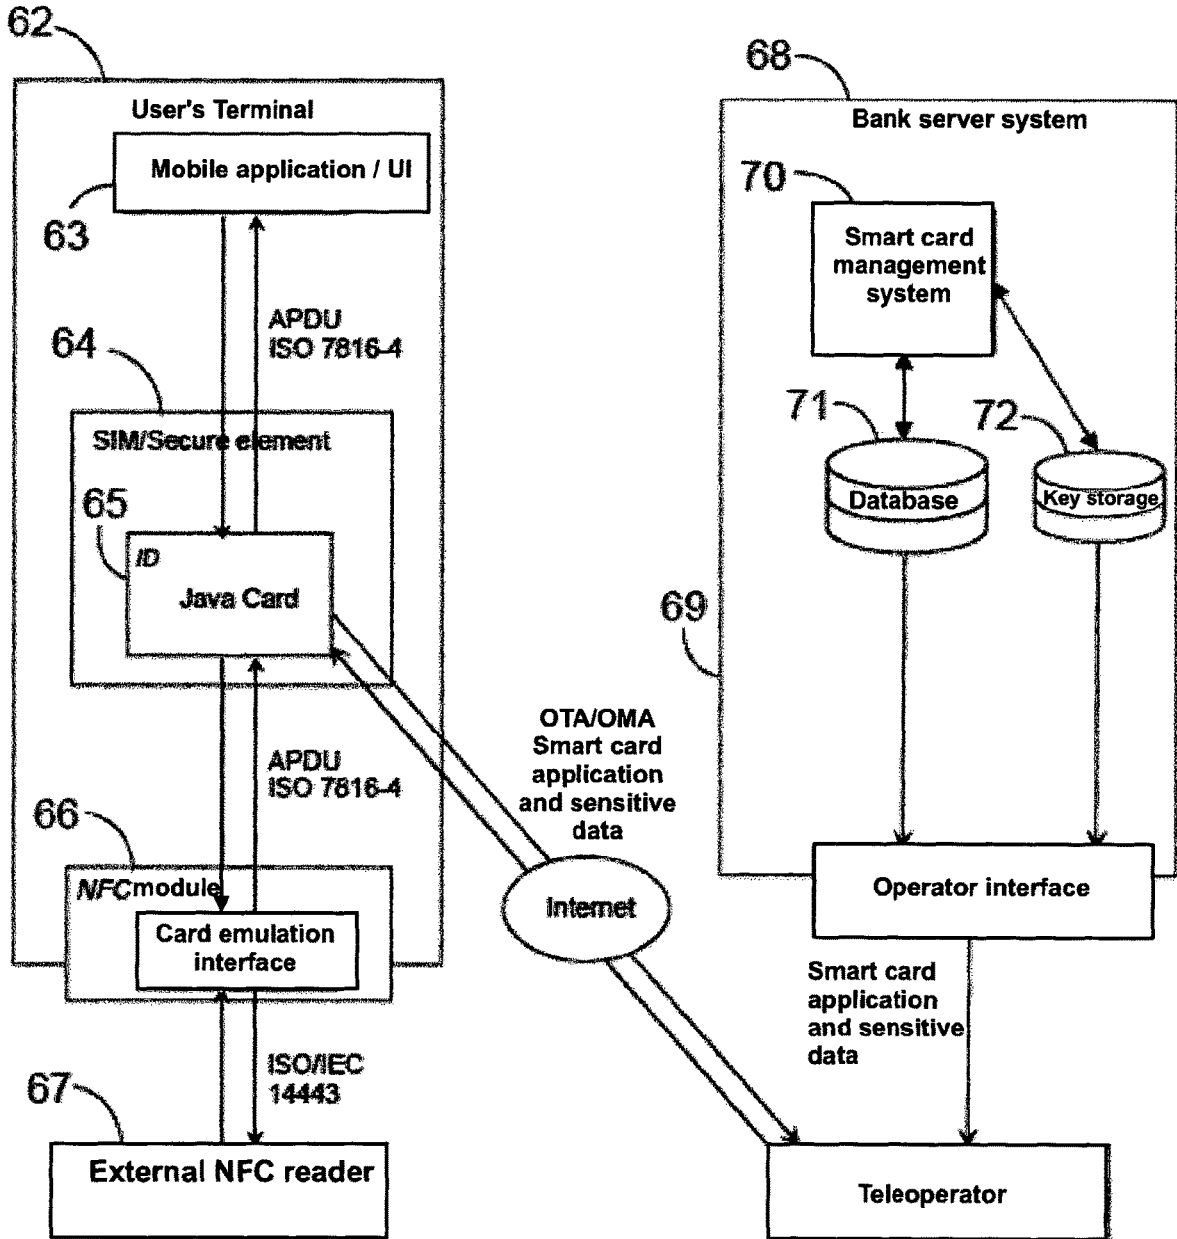 62
User's Terminal
Mobile application / UI
63
APDU
ISO 7816-4
64
SIM/Secure element
65
ID
Java Card
APDU
ISO 7816-4
66
NFC module
Card emulation
interface
ISO/IEC
14443
67
External NFC reader
OTA/OMA
Smart card
application
and sensitive
data
Internet
68
Bank server system
70
Smart card
management
system
71
Database
72
Key storage
69
Operator interface
Smart card
application
and sensitive
data
Teleoperator